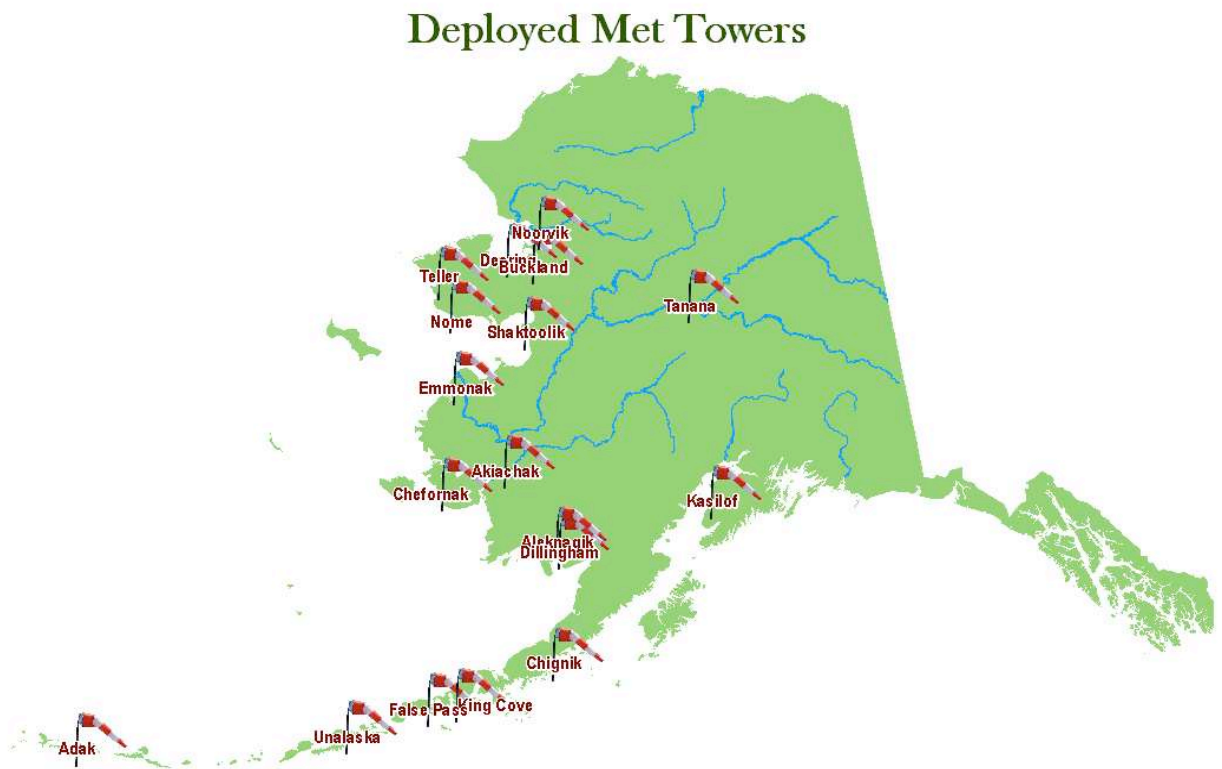 Deployed Met Towers
Noorvik
Deering
Buckland
Teller
Nome
Shaktoolik
Tanana
Emmonak
Akiachak
Chefornak
Kasilof
Aleknagik
Dillingham
Chignik
False Pass
King Cove
Unalaska
Adak